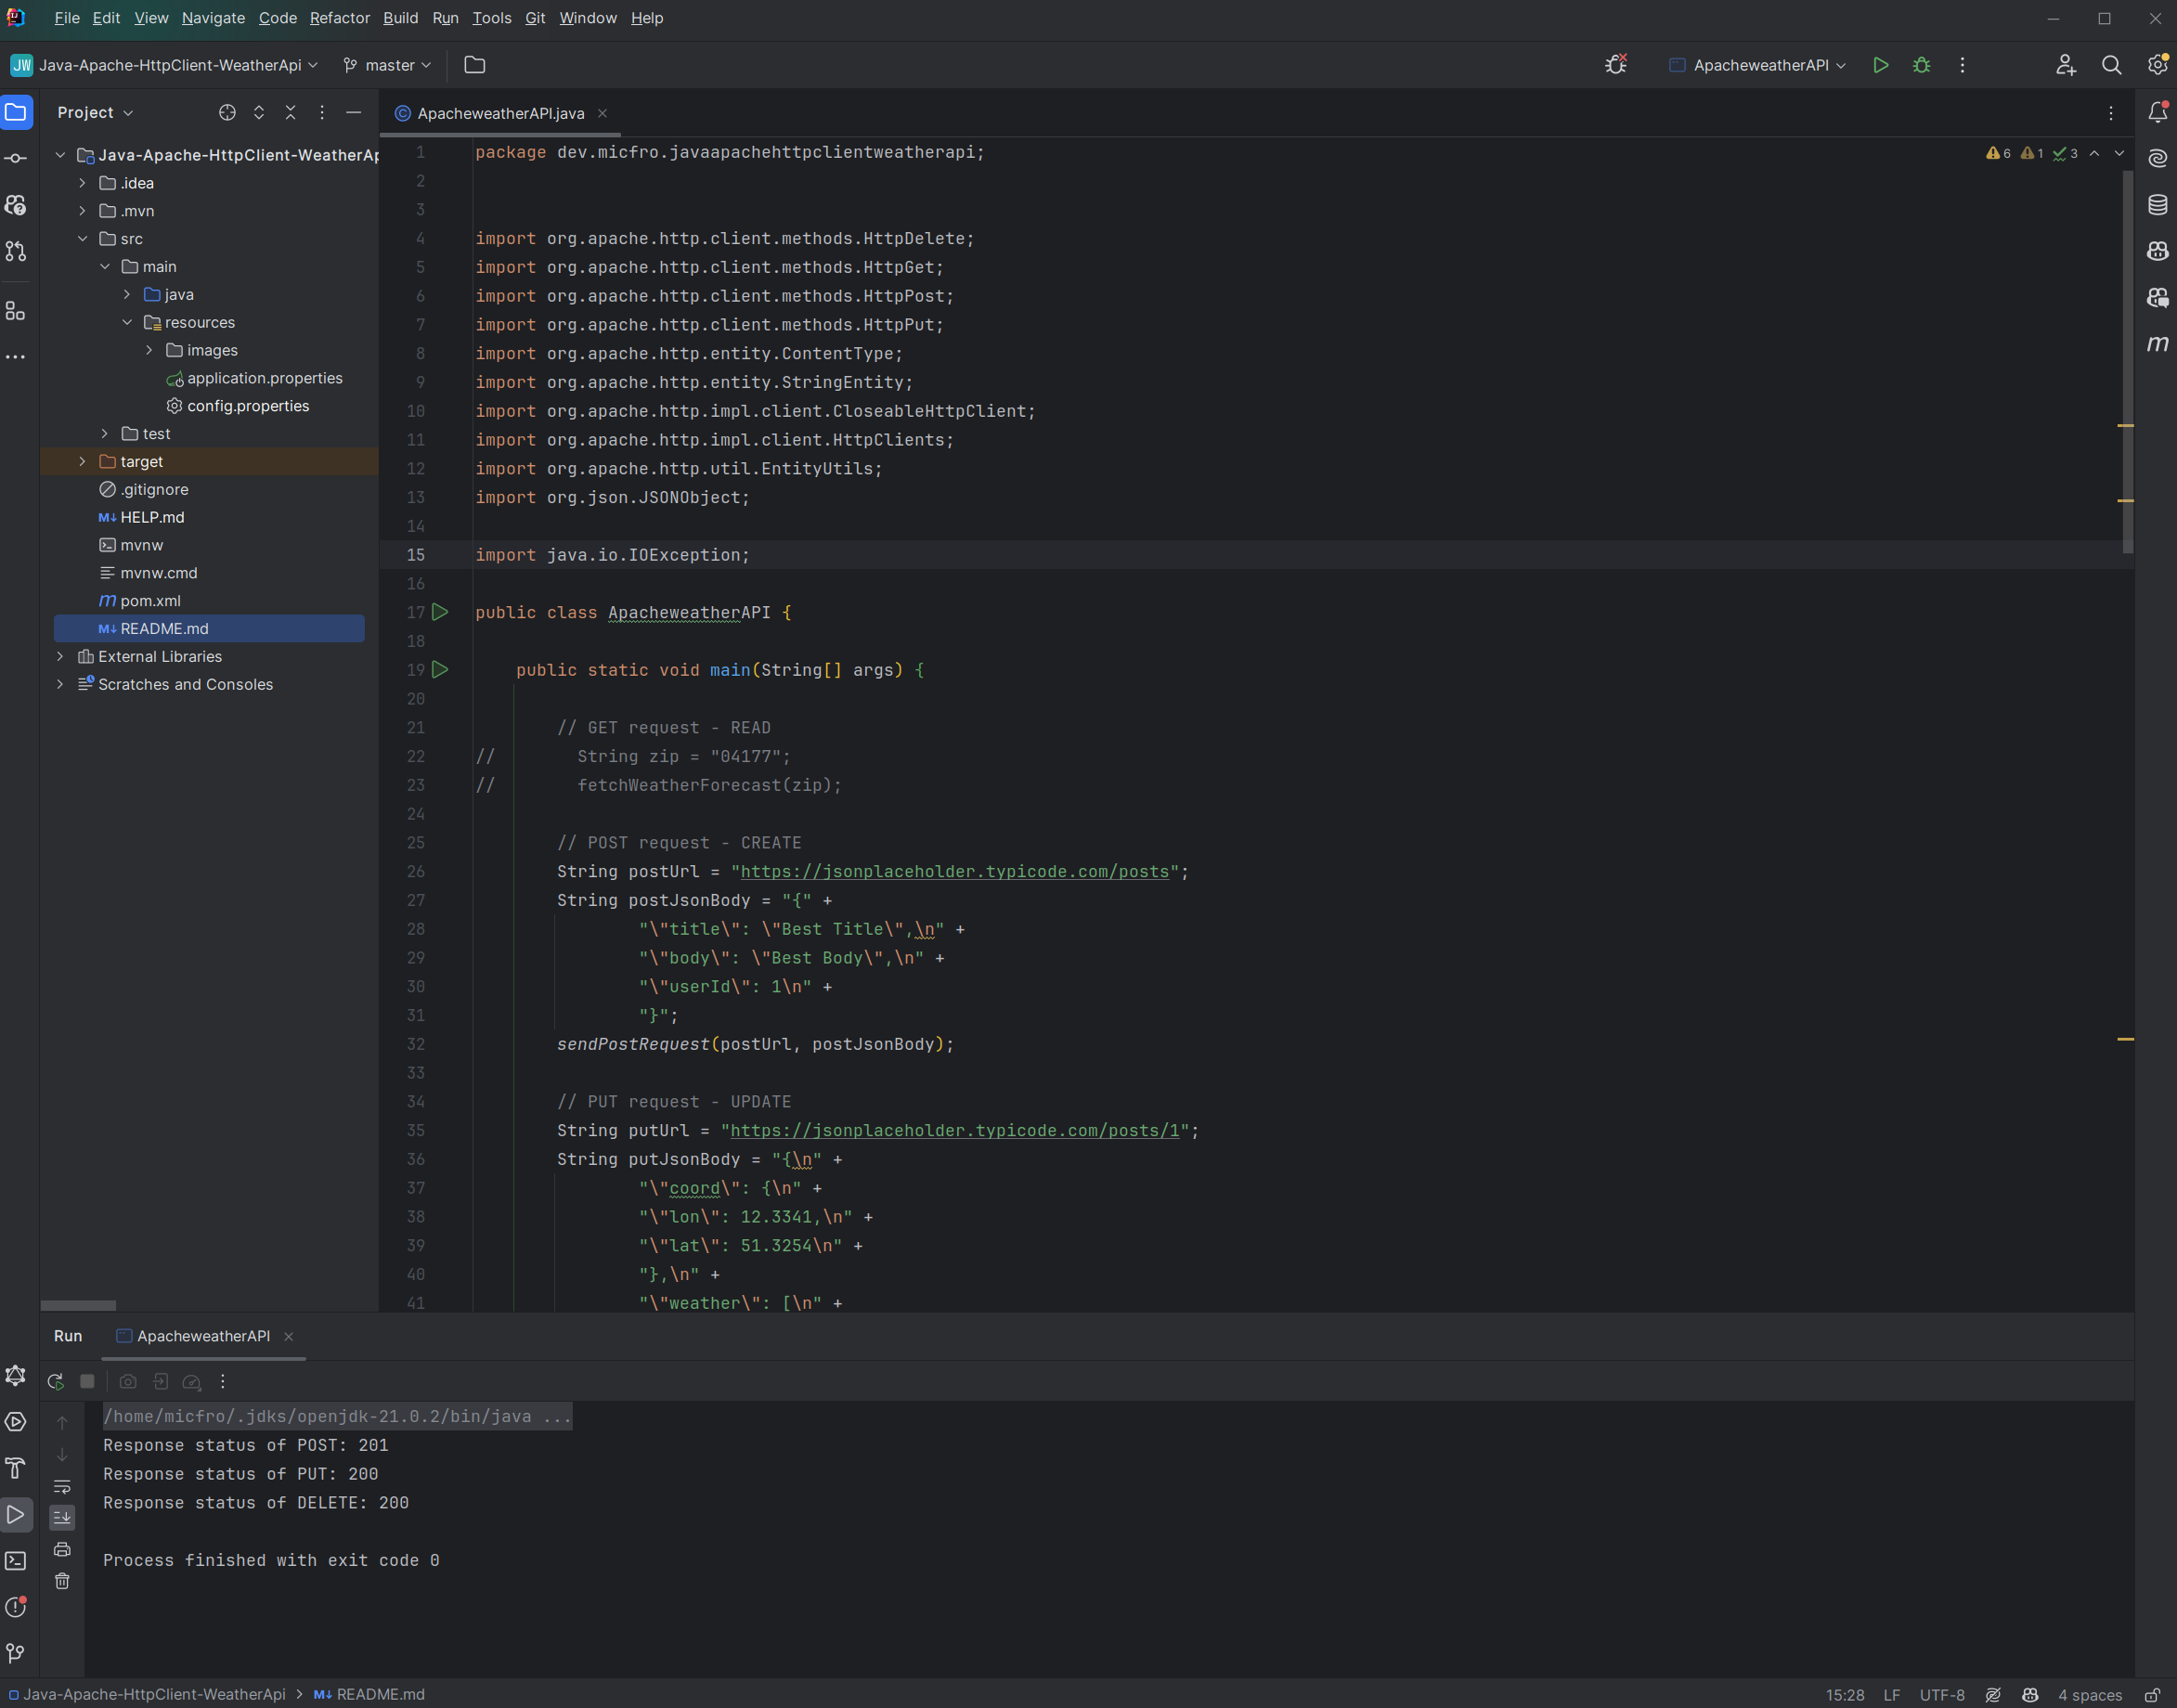 File Edit View Navigate Code Refactor Build Run Tools Git Window Help
JW Java-Apache-HttpClient-WeatherApi master ApacheweatherAPI
Project
ApacheweatherAPI.java
Java-Apache-HttpClient-WeatherAp
.idea
.mvn
src
main
java
resources
images
application.properties
config.properties
test
target
.gitignore
HELP.md
mvnw
mvnw.cmd
pom.xml
README.md
External Libraries
Scratches and Consoles
6 1 3
1 package dev.micfro.javaapachehttpclientweatherapi;
2
3
4 import org.apache.http.client.methods.HttpDelete;
5 import org.apache.http.client.methods.HttpGet;
6 import org.apache.http.client.methods.HttpPost;
7 import org.apache.http.client.methods.HttpPut;
8 import org.apache.http.entity.ContentType;
9 import org.apache.http.entity.StringEntity;
10 import org.apache.http.impl.client.CloseableHttpClient;
11 import org.apache.http.impl.client.HttpClients;
12 import org.apache.http.util.EntityUtils;
13 import org.json.JSONObject;
14
15 import java.io.IOException;
16
17 public class ApacheweatherAPI {
18
19 public static void main(String[] args) {
20
21 // GET request - READ
22 // String zip = "04177";
23 // fetchWeatherForecast(zip);
24
25 // POST request - CREATE
26 String postUrl = "https://jsonplaceholder.typicode.com/posts";
27 String postJsonBody = "{" +
28 "\"title\": \"Best Title\",\n" +
29 "\"body\": \"Best Body\",\n" +
30 "\"userId\": 1\n" +
31 "}";
32 sendPostRequest(postUrl, postJsonBody);
33
34 // PUT request - UPDATE
35 String putUrl = "https://jsonplaceholder.typicode.com/posts/1";
36 String putJsonBody = "{\n" +
37 "\"coord\": {\n" +
38 "\"lon\": 12.3341,\n" +
39 "\"lat\": 51.3254\n" +
40 "},\n" +
41 "\"weather\": [\n" +
Run ApacheweatherAPI
/home/micfro/.jdks/openjdk-21.0.2/bin/java ...
Response status of POST: 201
Response status of PUT: 200
Response status of DELETE: 200
Process finished with exit code 0
Java-Apache-HttpClient-WeatherApi > M↓ README.md 15:28 LF UTF-8 4 spaces